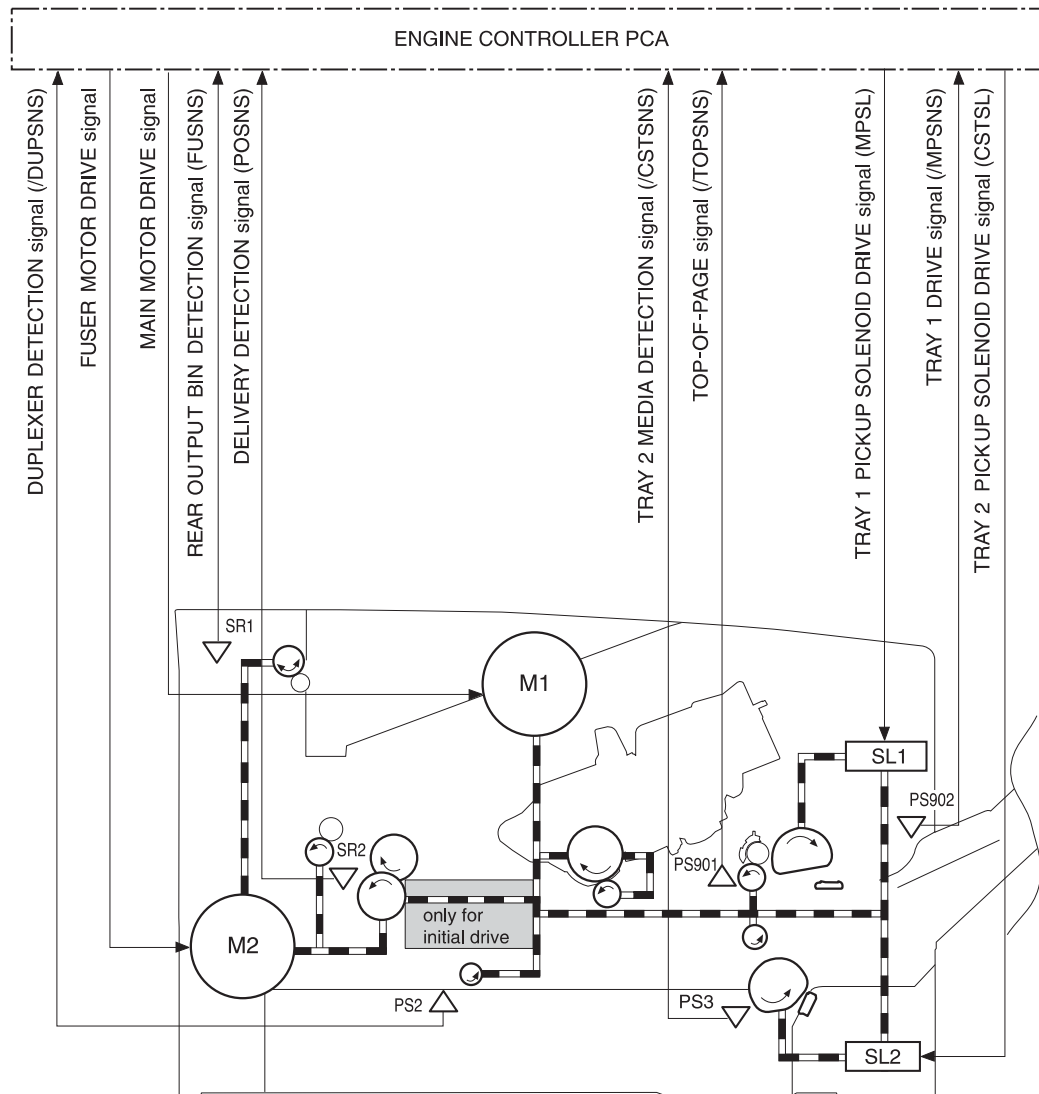 ENGINE CONTROLLER PCA
DUPLEXER DETECTION signal (/DUPSNS)
FUSER MOTOR DRIVE signal
MAIN MOTOR DRIVE signal
REAR OUTPUT BIN DETECTION signal (FUSNS)
DELIVERY DETECTION signal (POSNS)
TRAY 2 MEDIA DETECTION signal (/CSTSNS)
TOP-OF-PAGE signal (/TOPSNS)
TRAY 1 PICKUP SOLENOID DRIVE signal (MPSL)
TRAY 1 DRIVE signal (/MPSNS)
TRAY 2 PICKUP SOLENOID DRIVE signal (CSTSL)
SR1
M1
SL1
PS902
SR2
PS901
only for
initial drive
M2
PS2
PS3
SL2